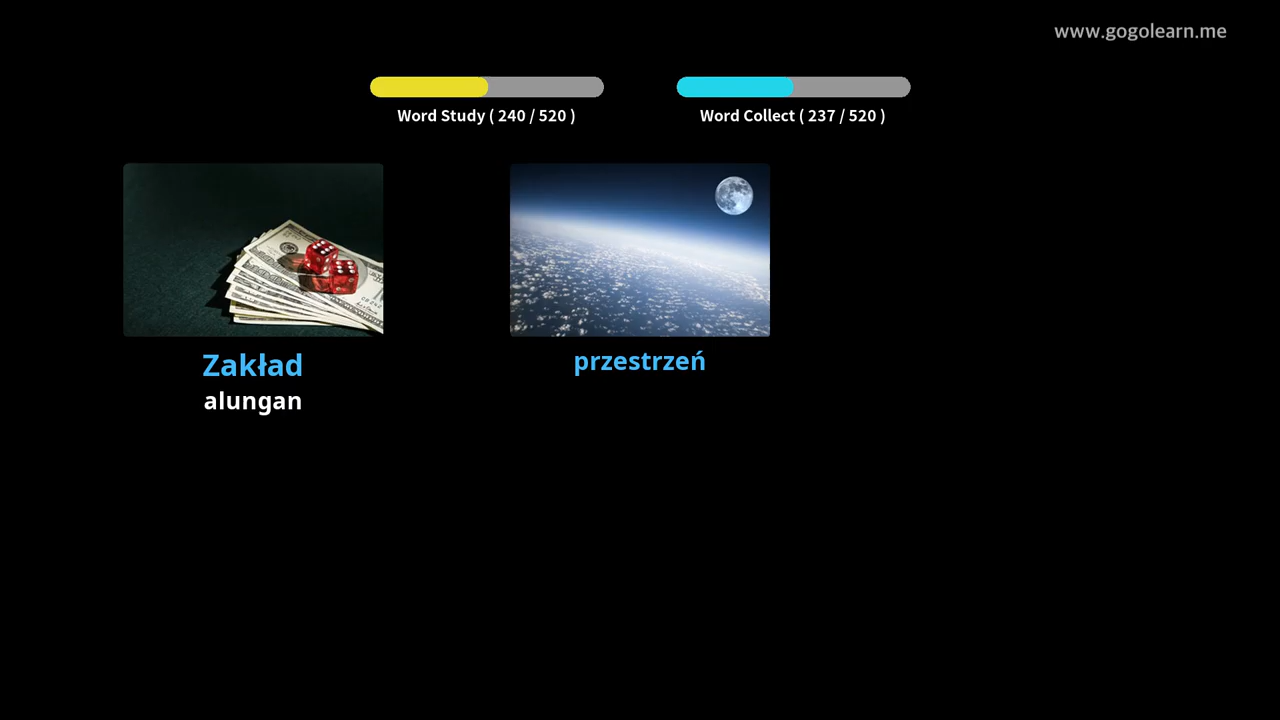 www.gogolearn.me
Word Study ( 240 / 520 )
Word Collect ( 237 / 520 )
Zakład
alungan
przestrzeń